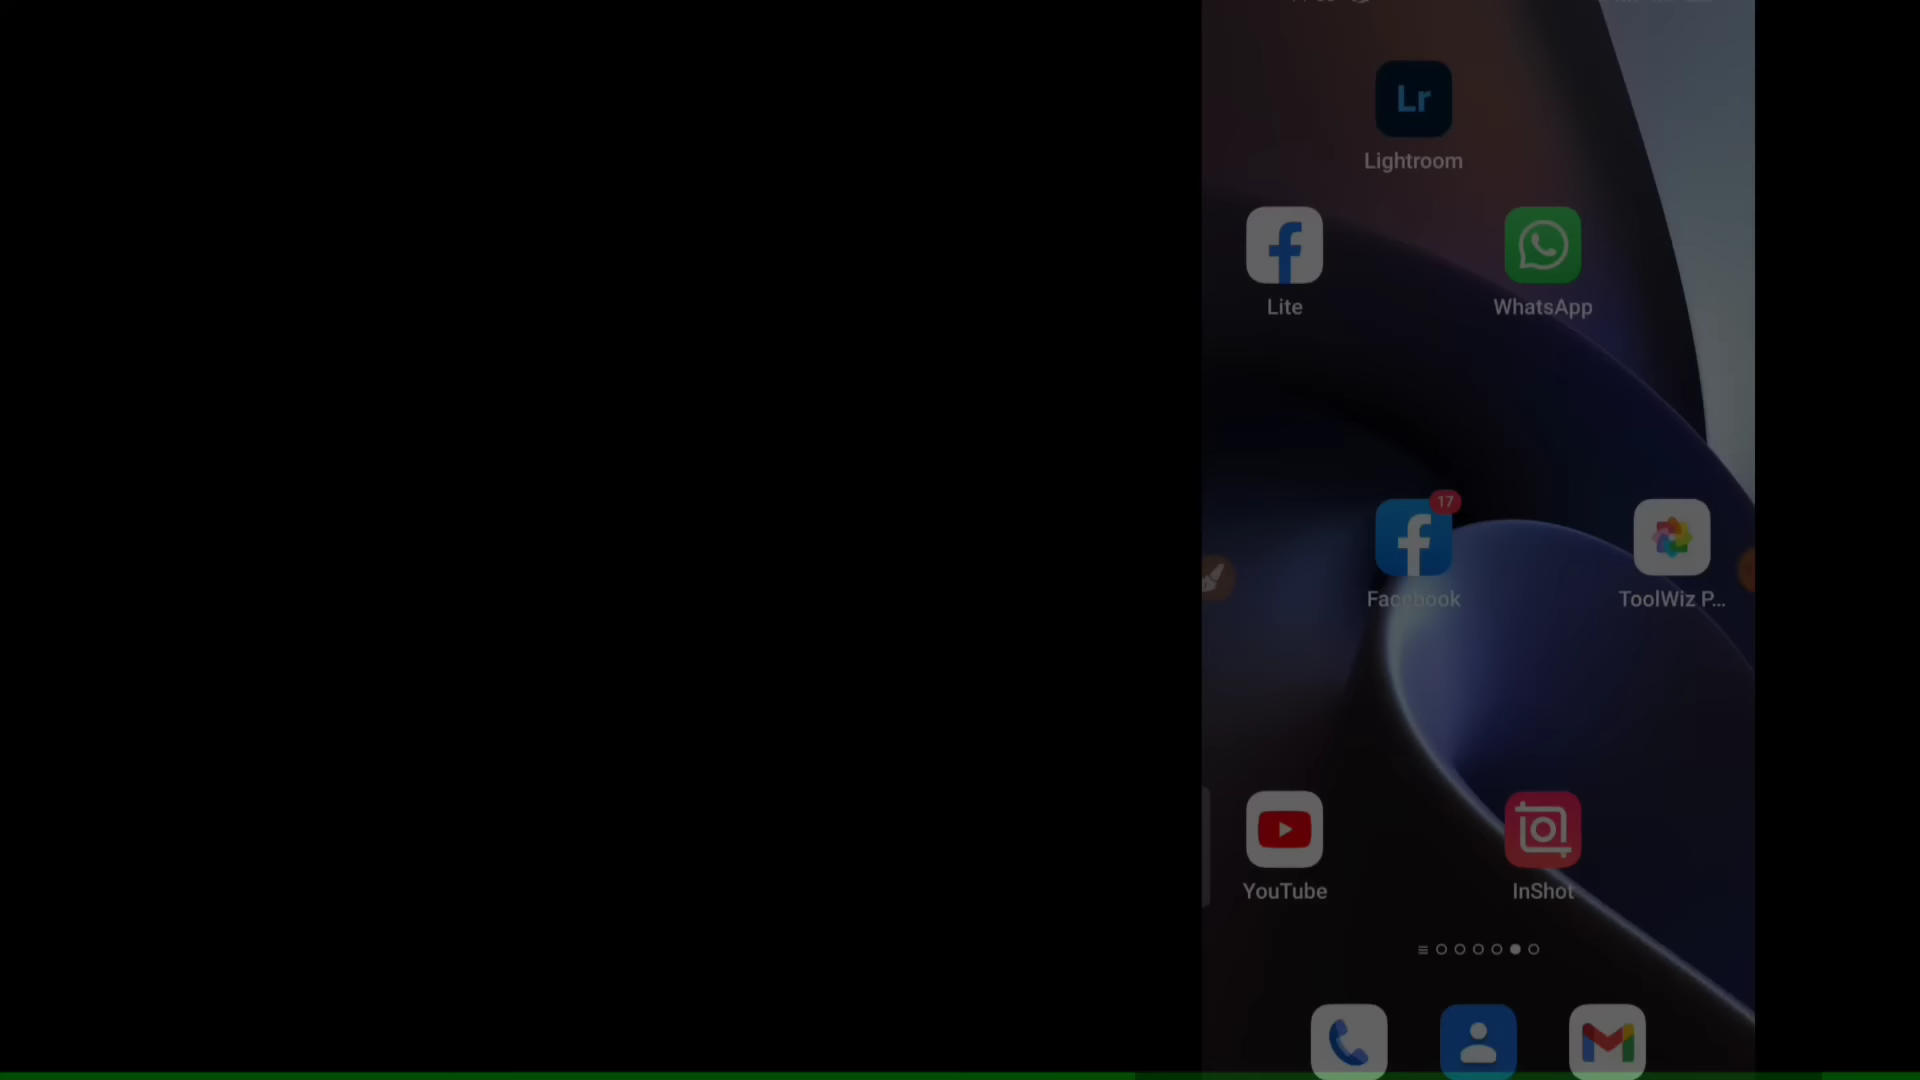 Lr
Lightroom
Lite
WhatsApp
17
Facebook
ToolWiz P...
YouTube
InShot